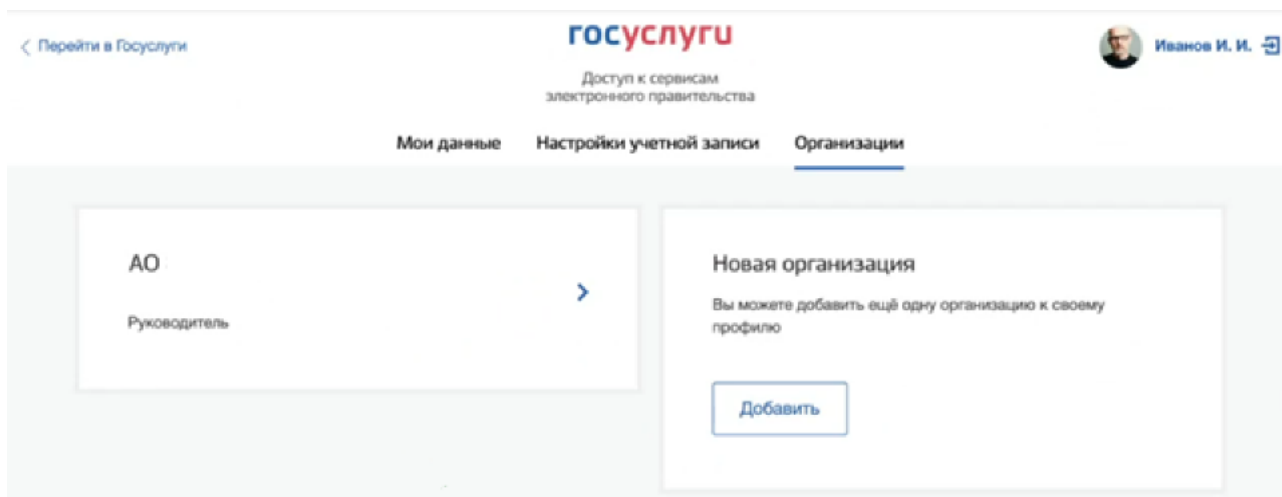 Перейти в Госуслуги
госуслуги
Иванов И. И.
Доступ к сервисам
электронного правительства
Мои данные
Настройки учетной записи
Организации
АО
Руководитель
Новая организация
Вы можете добавить ещё одну организацию к своему
профилю
Добавить